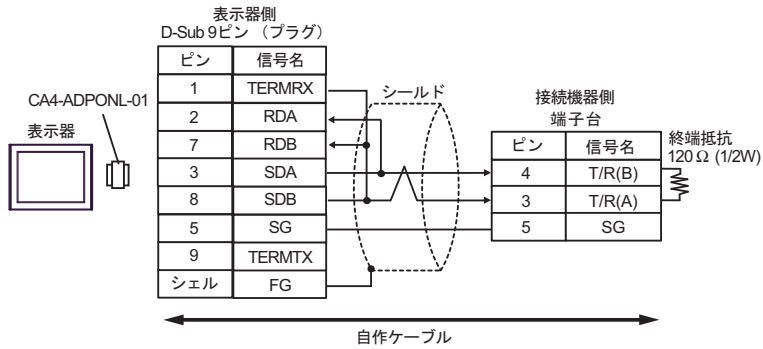 表示器側
D-Sub 9ピン （プラグ）
CA4-ADPONL-01
表示器
ピン 信号名
1 TERMRX
2 RDA
7 RDB
3 SDA
8 SDB
5 SG
9 TERMTX
シェル FG
シールド
接続機器側
端子台
ピン 信号名
4 T/R(B)
3 T/R(A)
5 SG
終端抵抗
120 Ω (1/2W)
自作ケーブル